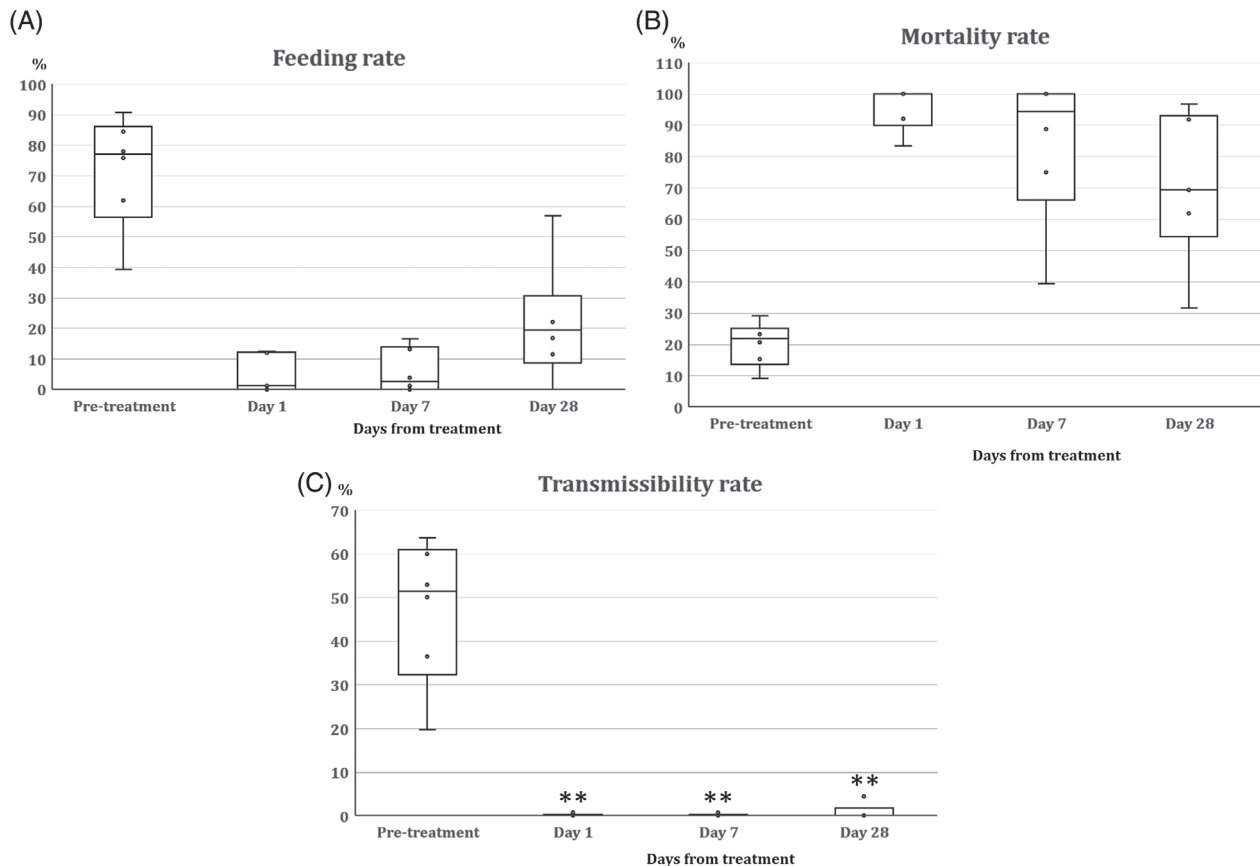 (A)
Feeding rate
%
100
90
80
70
60
50
40
30
20
10
0
Pre-treatment Day 1 Day 7 Day 28
Days from treatment
(B)
Mortality rate
%
110
100
90
80
70
60
50
40
30
20
10
0
Pre-treatment Day 1 Day 7 Day 28
Days from treatment
(C)
Transmissibility rate
%
70
60
50
40
30
20
10
0
** ** **
Pre-treatment Day 1 Day 7 Day 28
Days from treatment